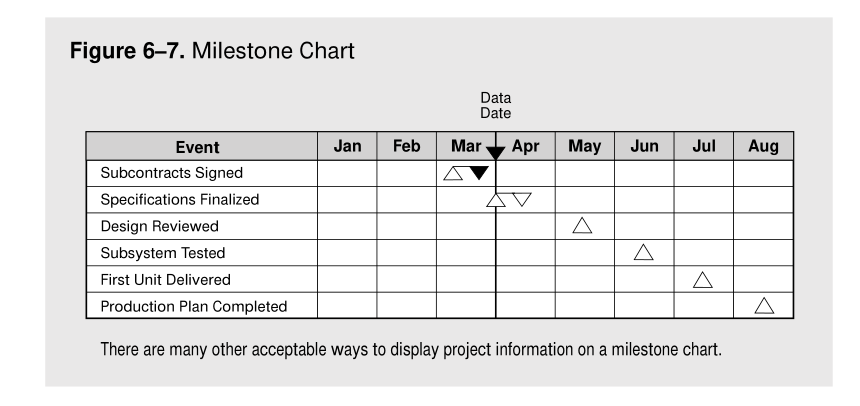 Figure 6–7. Milestone Chart
Data
Date
Event Jan Feb Mar Apr May Jun Jul Aug
Subcontracts Signed
Specifications Finalized
Design Reviewed
Subsystem Tested
First Unit Delivered
Production Plan Completed
There are many other acceptable ways to display project information on a milestone chart.